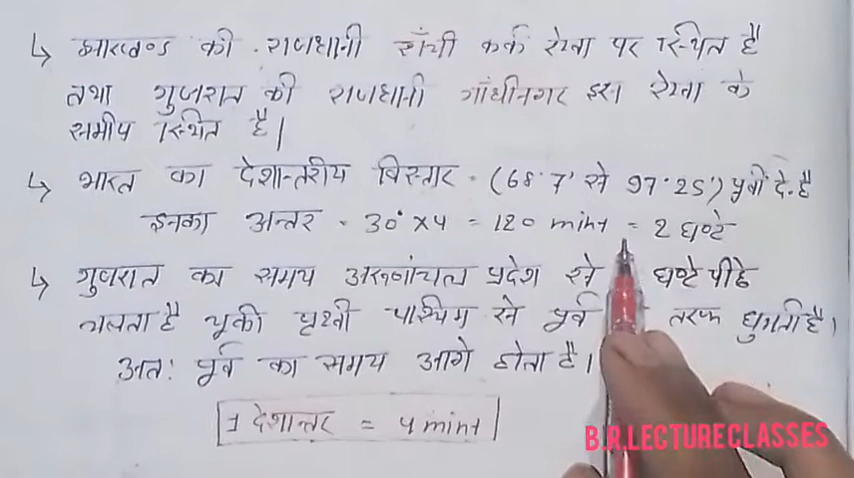 ↳ झारखण्ड की राजधानी राँची कर्क रेखा पर स्थित है
तथा गुजरात की राजधानी गाँधीनगर इस रेखा के
समीप स्थित है।
↳ भारत का देशान्तरीय विस्तार - (68°7' से 97°25') पूर्वी दे. है
इनका अन्तर - 30° × 4 = 120 mint = 2 घण्टे
↳ गुजरात का समय अरूणांचल प्रदेश से घण्टे पीछे
चलता है चूकी पृथ्वी पश्चिम से पूर्व तरफ घुमती है।
अतः पूर्व का समय आगे होता है।
1 देशान्तर = 4 mint
B.R.LECTURE CLASSES